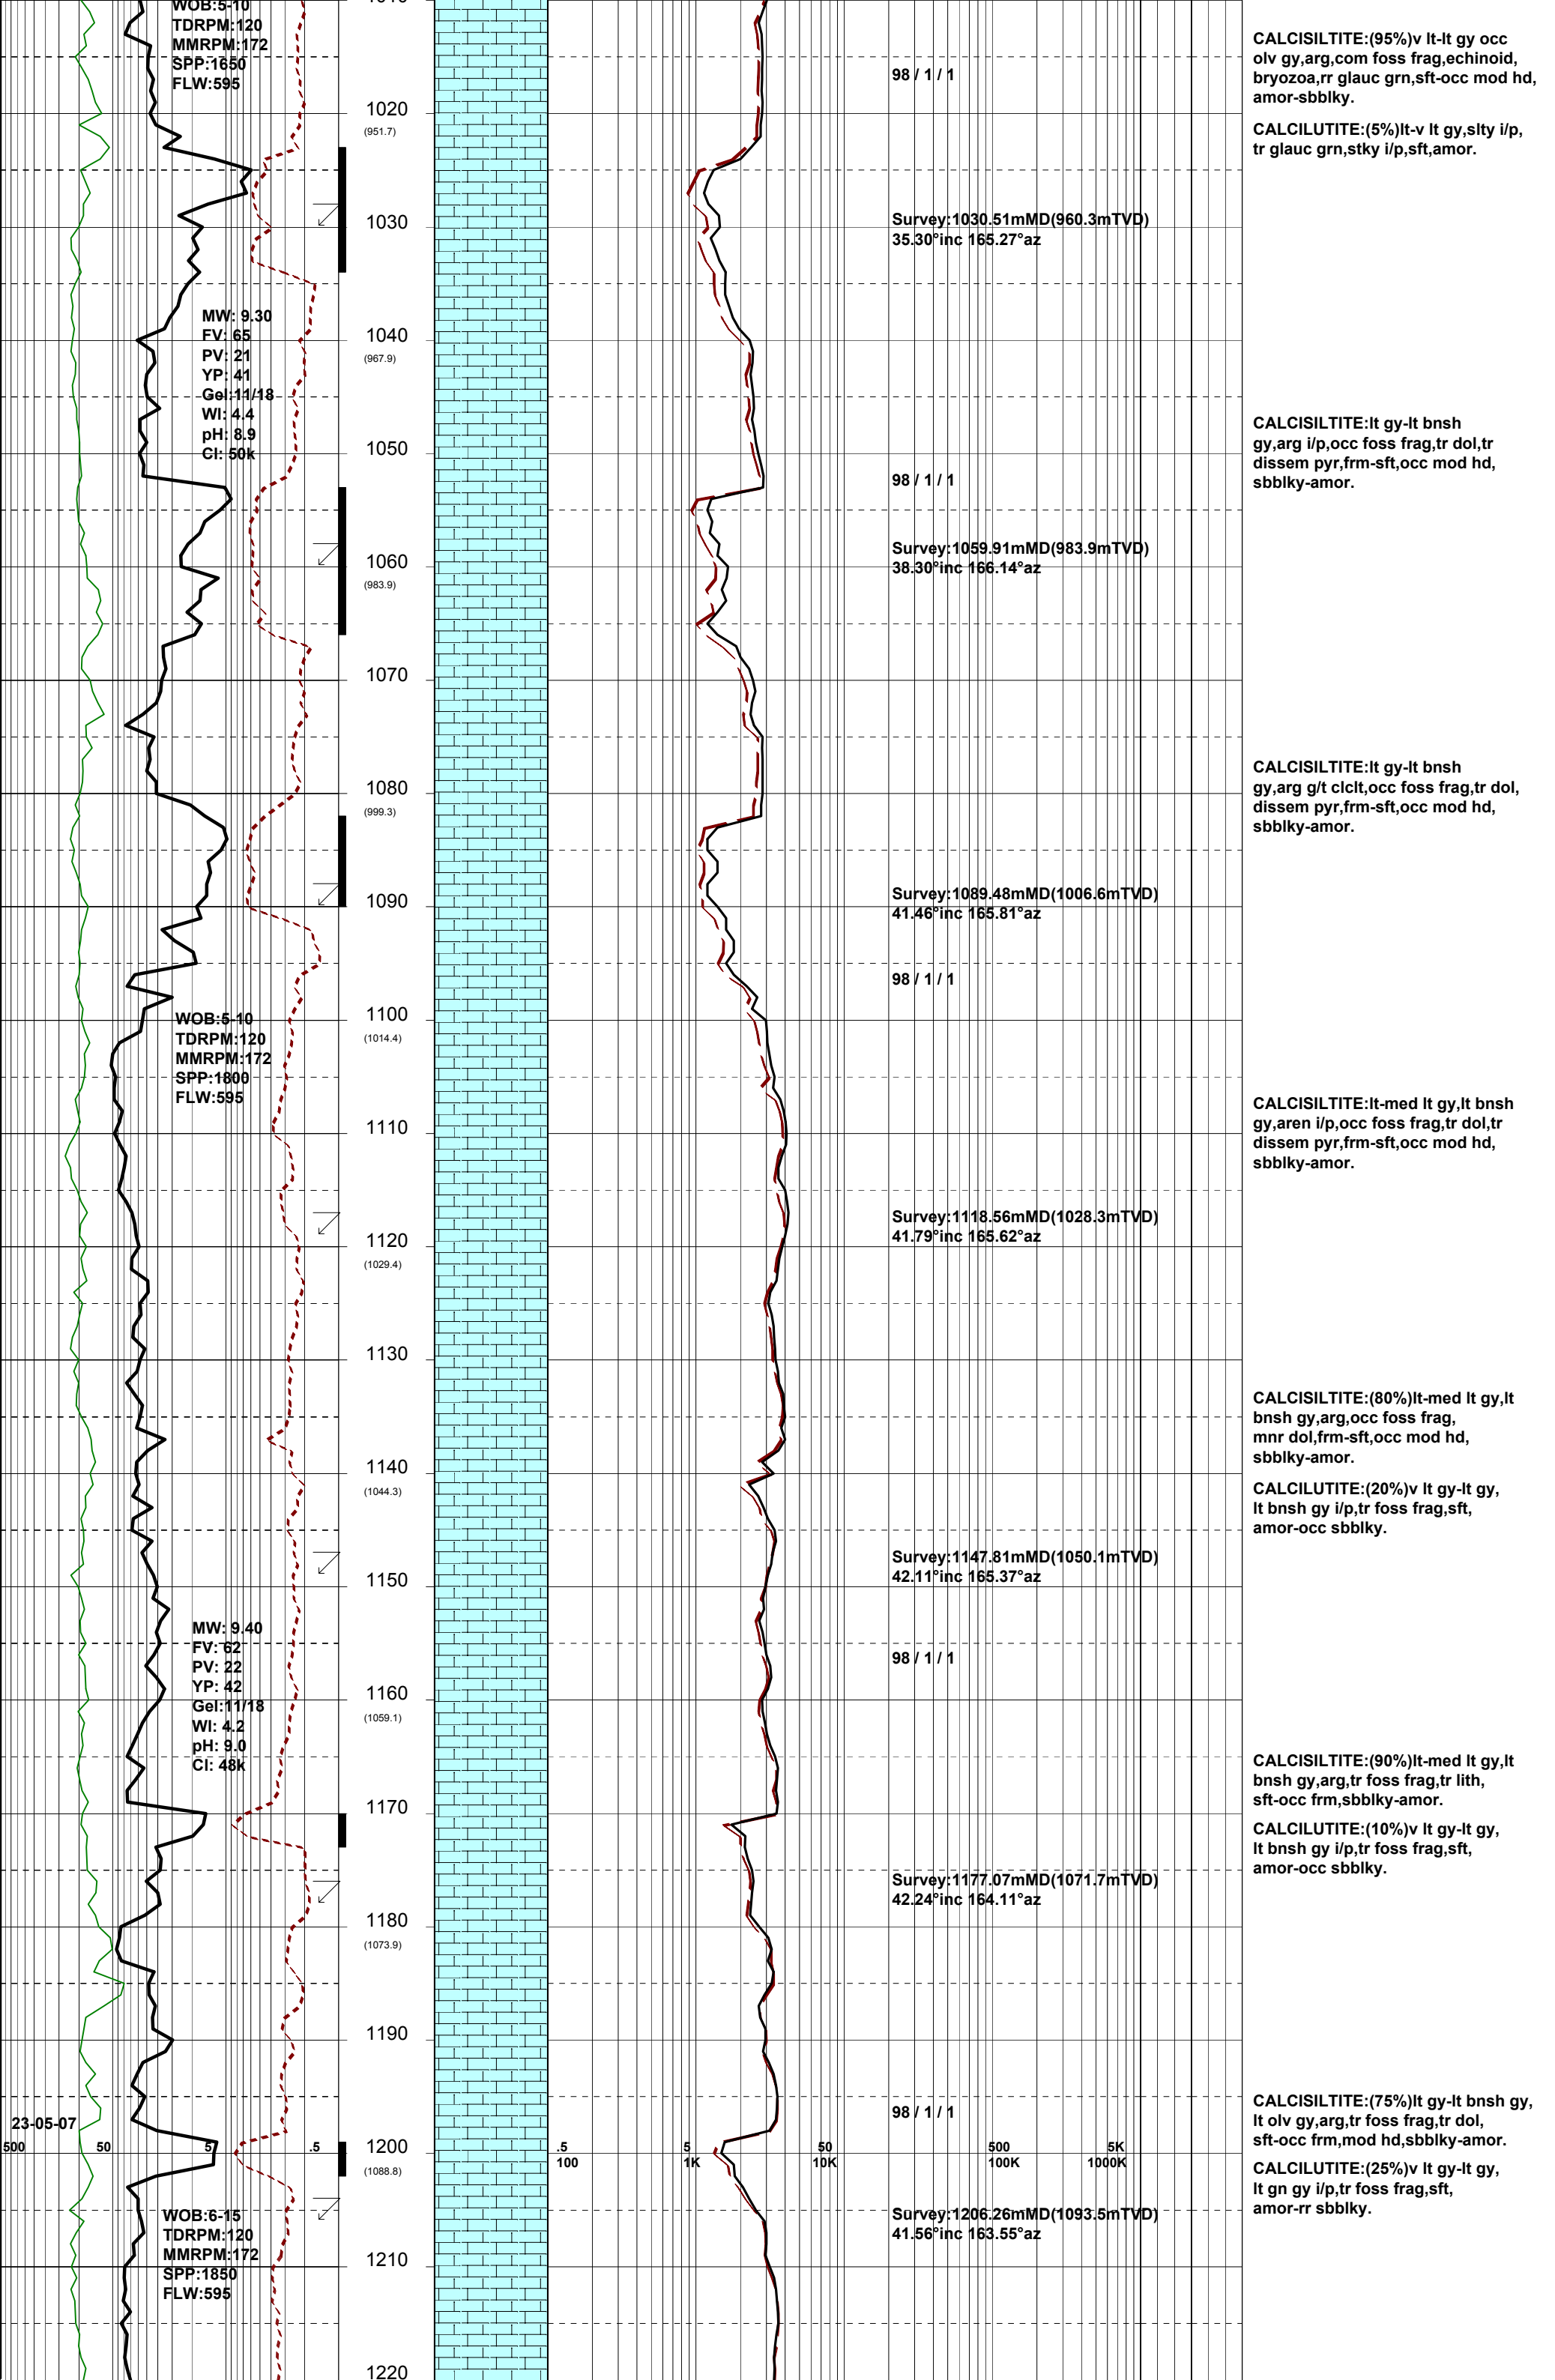 WOB:5-10
TDRPM:120
MMRPM:172
SPP:1650
FLW:595
98 / 1 / 1
CALCISILTITE:(95%)v lt-lt gy occ
olv gy,arg,com foss frag,echinoid,
bryozoa,rr glauc grn,sft-occ mod hd,
amor-sbblky.
1020
(951.7)
CALCILUTITE:(5%)lt-v lt gy,slty i/p,
tr glauc grn,stky i/p,sft,amor.
1030
Survey:1030.51mMD(960.3mTVD)
35.30°inc 165.27°az
MW: 9.30
FV: 65
PV: 21
YP: 41
Gel:11/18
Wl: 4.4
pH: 8.9
Cl: 50k
1040
(967.9)
1050
98 / 1 / 1
CALCISILTITE:lt gy-lt bnsh
gy,arg i/p,occ foss frag,tr dol,tr
dissem pyr,frm-sft,occ mod hd,
sbblky-amor.
Survey:1059.91mMD(983.9mTVD)
38.30°inc 166.14°az
1060
(983.9)
1070
1080
(999.3)
CALCISILTITE:lt gy-lt bnsh
gy,arg g/t clclt,occ foss frag,tr dol,
dissem pyr,frm-sft,occ mod hd,
sbblky-amor.
1090
Survey:1089.48mMD(1006.6mTVD)
41.46°inc 165.81°az
98 / 1 / 1
WOB:5-10
TDRPM:120
MMRPM:172
SPP:1800
FLW:595
1100
(1014.4)
1110
CALCISILTITE:lt-med lt gy,lt bnsh
gy,aren i/p,occ foss frag,tr dol,tr
dissem pyr,frm-sft,occ mod hd,
sbblky-amor.
Survey:1118.56mMD(1028.3mTVD)
41.79°inc 165.62°az
1120
(1029.4)
1130
CALCISILTITE:(80%)lt-med lt gy,lt
bnsh gy,arg,occ foss frag,
mnr dol,frm-sft,occ mod hd,
sbblky-amor.
1140
(1044.3)
CALCILUTITE:(20%)v lt gy-lt gy,
lt bnsh gy i/p,tr foss frag,sft,
amor-occ sbblky.
Survey:1147.81mMD(1050.1mTVD)
42.11°inc 165.37°az
1150
MW: 9.40
FV: 62
PV: 22
YP: 42
Gel:11/18
Wl: 4.2
pH: 9.0
Cl: 48k
98 / 1 / 1
1160
(1059.1)
CALCISILTITE:(90%)lt-med lt gy,lt
bnsh gy,arg,tr foss frag,tr lith,
sft-occ frm,sbblky-amor.
1170
CALCILUTITE:(10%)v lt gy-lt gy,
lt bnsh gy i/p,tr foss frag,sft,
amor-occ sbblky.
Survey:1177.07mMD(1071.7mTVD)
42.24°inc 164.11°az
1180
(1073.9)
1190
98 / 1 / 1
CALCISILTITE:(75%)lt gy-lt bnsh gy,
lt olv gy,arg,tr foss frag,tr dol,
sft-occ frm,mod hd,sbblky-amor.
23-05-07
500 50 5 .5
1200
(1088.8)
.5 5 50 500 5K
100 1K 10K 100K 1000K
CALCILUTITE:(25%)v lt gy-lt gy,
lt gn gy i/p,tr foss frag,sft,
amor-rr sbblky.
WOB:6-15
TDRPM:120
MMRPM:172
SPP:1850
FLW:595
Survey:1206.26mMD(1093.5mTVD)
41.56°inc 163.55°az
1210
1220